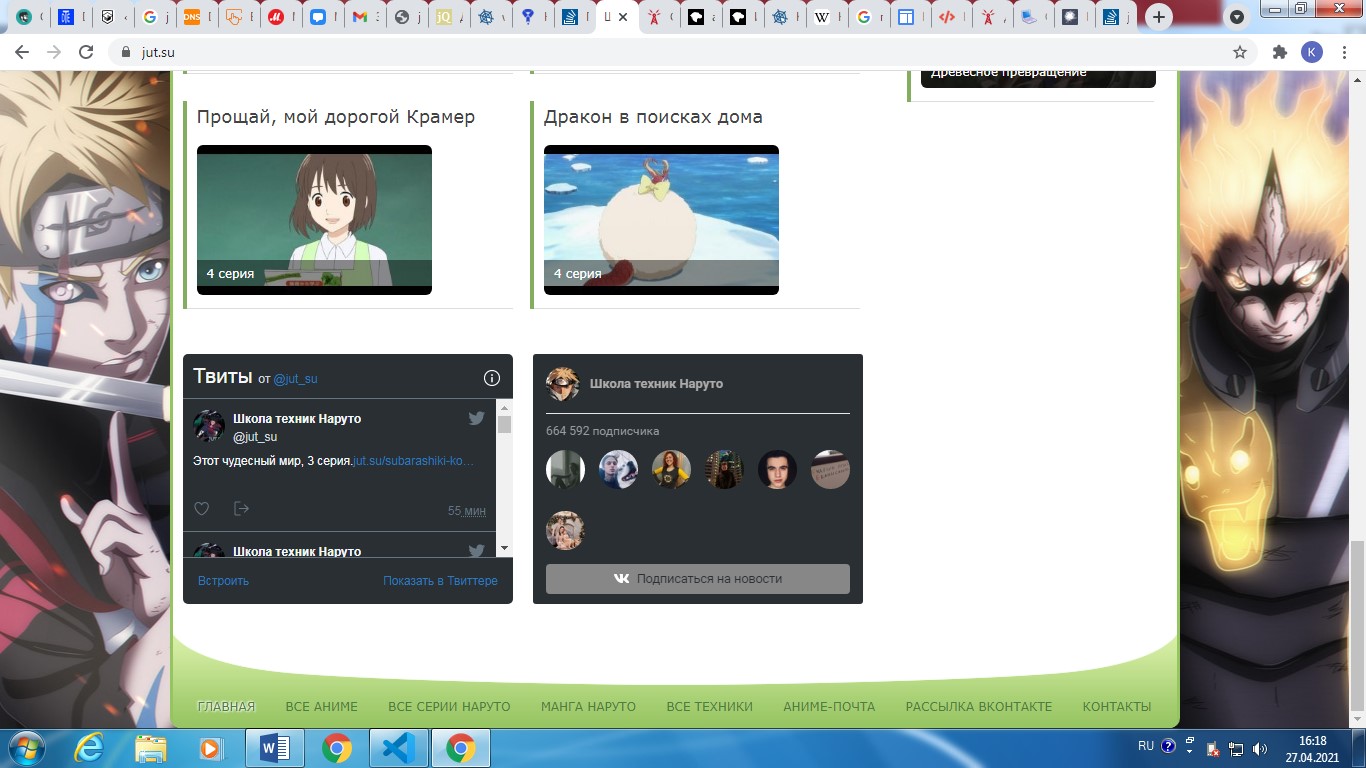 jut.su
K
Древесное превращение
Прощай, мой дорогой Крамер
4 серия
Дракон в поисках дома
4 серия
Твиты от @jut_su
Школа техник Наруто
@jut_su
Этот чудесный мир, 3 серия.jut.su/subarashiki-ko…
55 мин
Школа техник Наруто
Встроить
Показать в Твиттере
Школа техник Наруто
664 592 подписчика
Подписаться на новости
ГЛАВНАЯ ВСЕ АНИМЕ ВСЕ СЕРИИ НАРУТО МАНГА НАРУТО ВСЕ ТЕХНИКИ АНИМЕ-ПОЧТА РАССЫЛКА ВКОНТАКТЕ КОНТАКТЫ
RU
16:18
27.04.2021